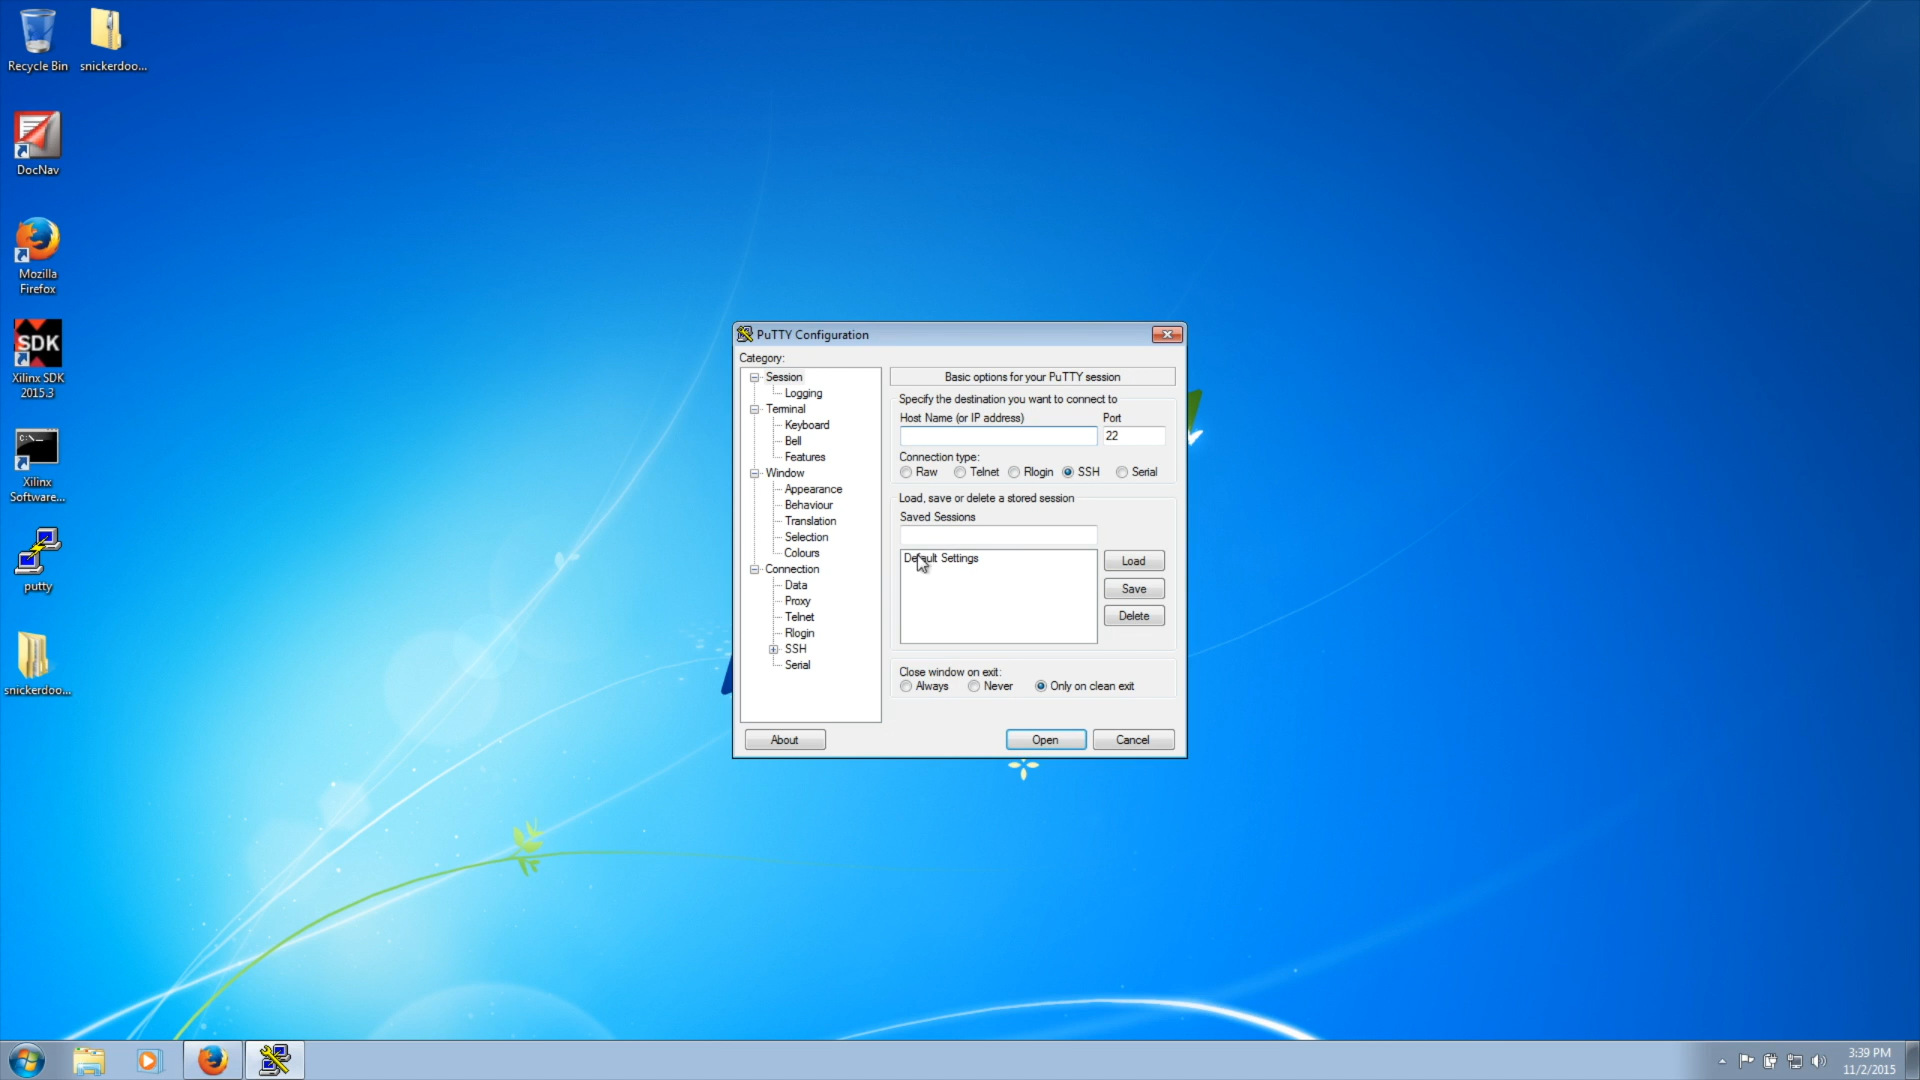 Recycle Bin
snickerdoo...
DocNav
Mozilla
Firefox
SDK
Xilinx SDK
2015.3
C:\_
Xilinx
Software...
putty
snickerdoo...
PuTTY Configuration
Category:
Session
Logging
Terminal
Keyboard
Bell
Features
Window
Appearance
Behaviour
Translation
Selection
Colours
Connection
Data
Proxy
Telnet
Rlogin
SSH
Serial
Basic options for your PuTTY session
Specify the destination you want to connect to
Host Name (or IP address) Port
22
Connection type:
Raw Telnet Rlogin SSH Serial
Load, save or delete a stored session
Saved Sessions
Default Settings
Load
Save
Delete
Close window on exit:
Always Never Only on clean exit
About Open Cancel
3:39 PM
11/2/2015